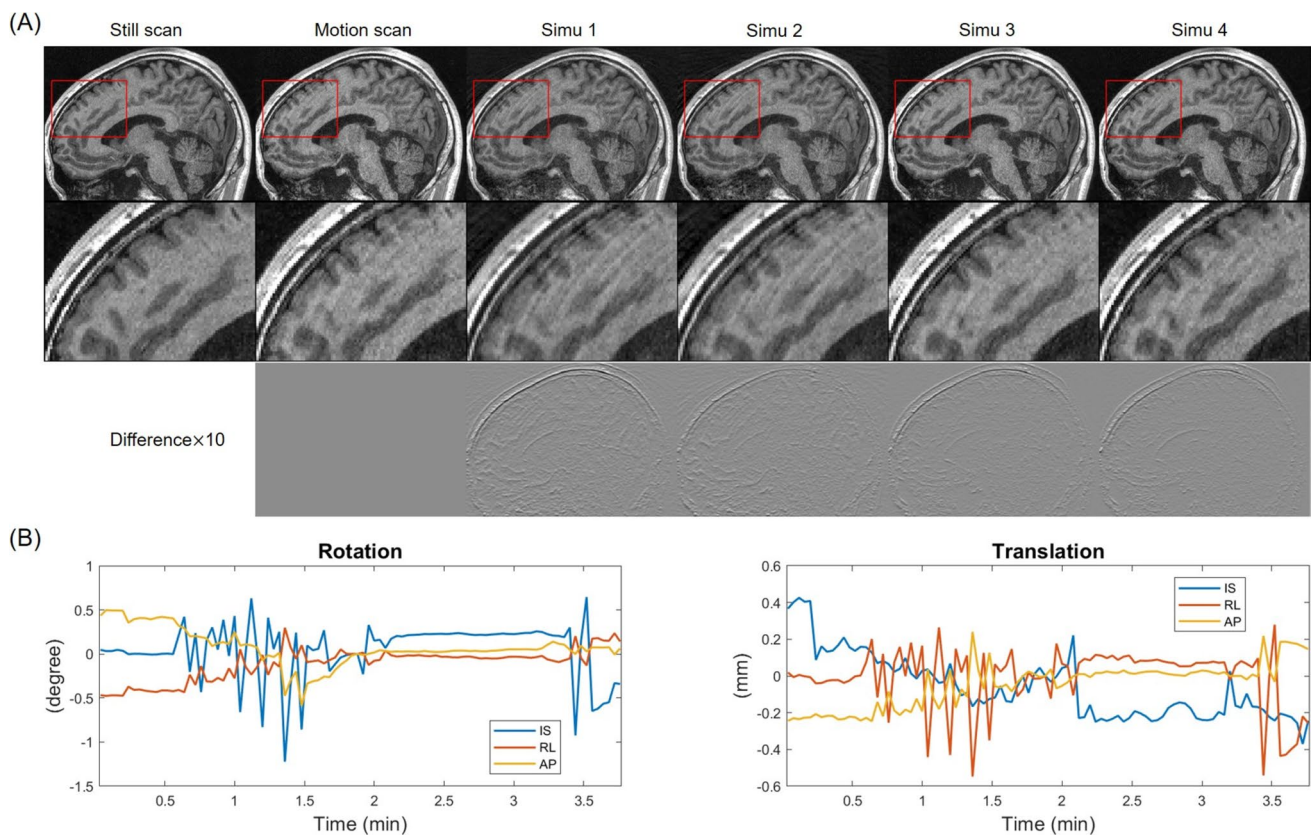 (A)
Still scan Motion scan Simu 1 Simu 2 Simu 3 Simu 4
Difference×10
(B)
Rotation
(degree)
1
0.5
0
-0.5
-1
-1.5
IS
RL
AP
0.5 1 1.5 2 2.5 3 3.5
Time (min)
Translation
(mm)
0.6
0.4
0.2
0
-0.2
-0.4
-0.6
IS
RL
AP
0.5 1 1.5 2 2.5 3 3.5
Time (min)